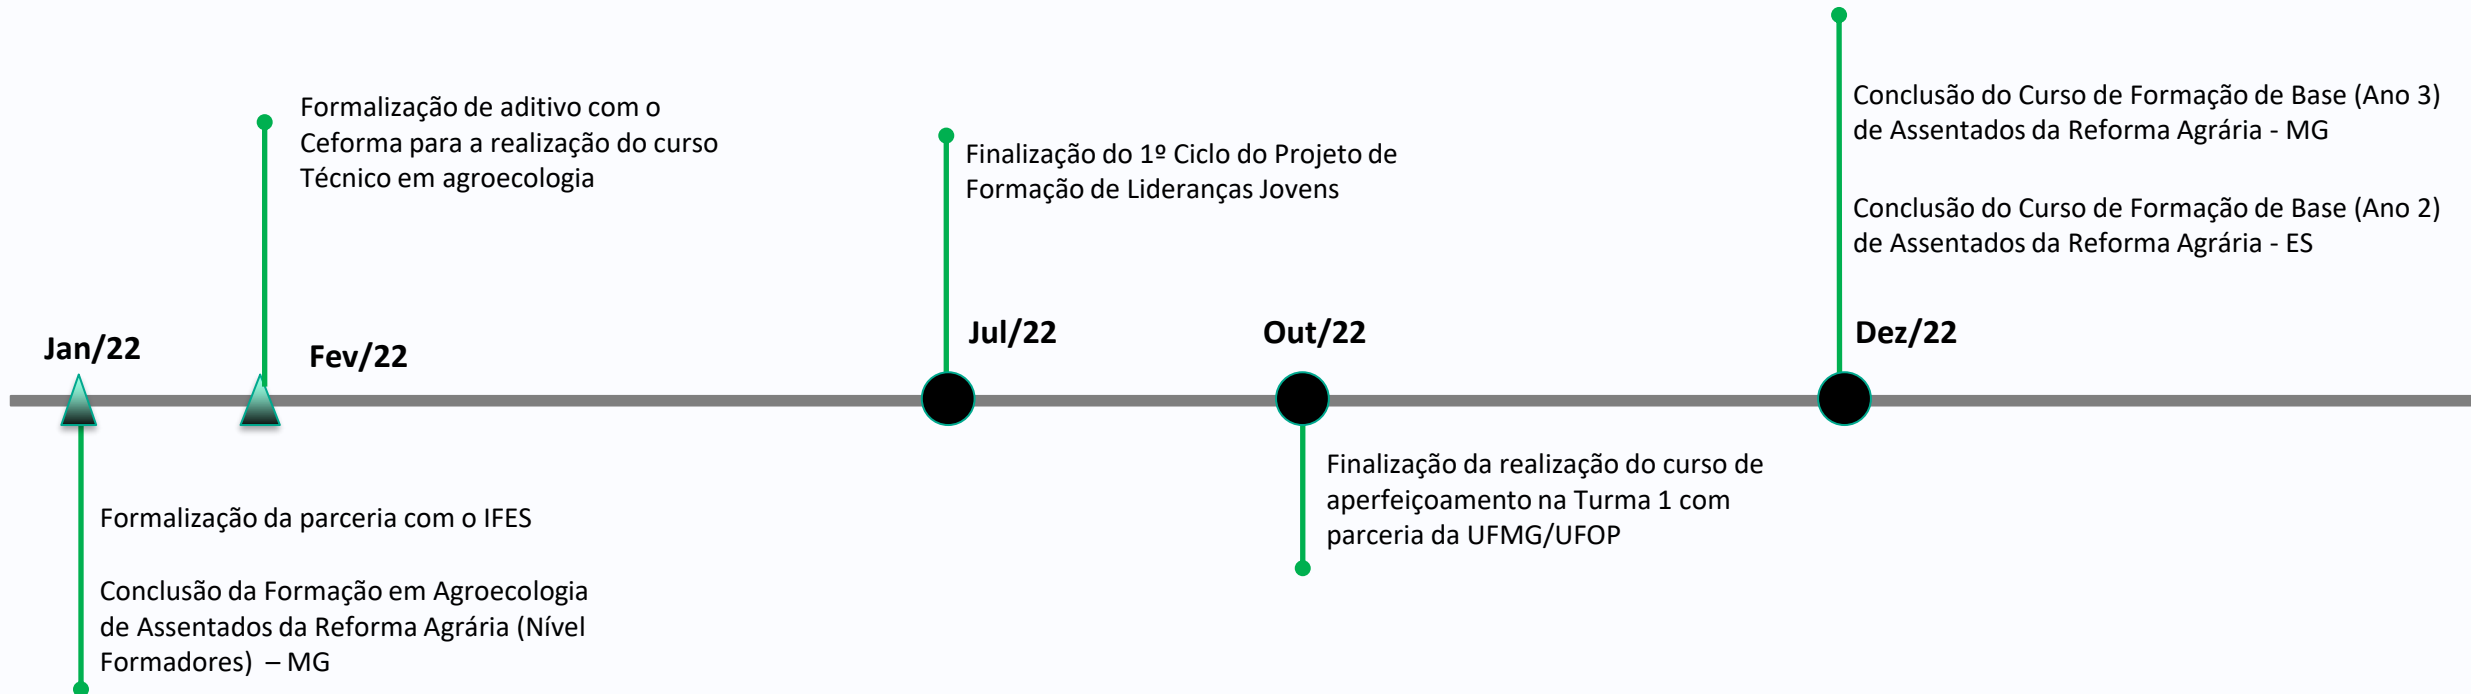 Jan/22
Formalização da parceria com o IFES
Conclusão da Formação em Agroecologia
de Assentados da Reforma Agrária (Nível
Formadores) – MG
Formalização de aditivo com o
Ceforma para a realização do curso
Técnico em agroecologia
Fev/22
Finalização do 1º Ciclo do Projeto de
Formação de Lideranças Jovens
Jul/22
Out/22
Finalização da realização do curso de
aperfeiçoamento na Turma 1 com
parceria da UFMG/UFOP
Conclusão do Curso de Formação de Base (Ano 3)
de Assentados da Reforma Agrária - MG
Conclusão do Curso de Formação de Base (Ano 2)
de Assentados da Reforma Agrária - ES
Dez/22